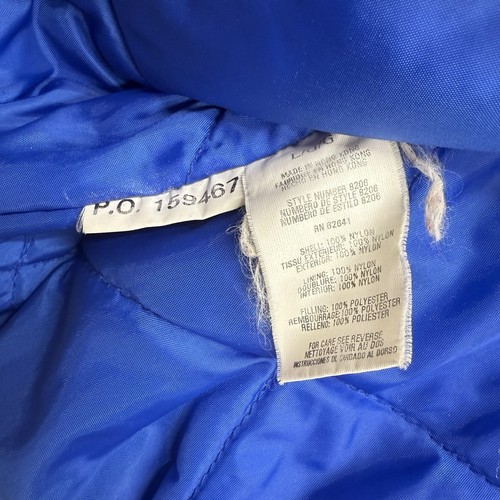 P.O. 159467
L/G/G
MADE IN HONG KONG
FABRIQUE EN HONG KONG
HECHO EN HONG KONG
STYLE NUMBER 8206
NUMERO DE STYLE 8206
NUMERO DE ESTILO 8206
RN 82641
SHELL: 100% NYLON
TISSU EXTERIEUR: 100% NYLON
EXTERIOR: 100% NYLON
LINING: 100% NYLON
DOUBLURE: 100% NYLON
INTERIOR: 100% NYLON
FILLING: 100% POLYESTER
REMBOURRAGE: 100% POLYESTER
RELLENO: 100% POLIESTER
FOR CARE SEE REVERSE
NETTOYAGE VOIR AU DOS
INSTRUCCIONES DE CUIDADO AL DORSO